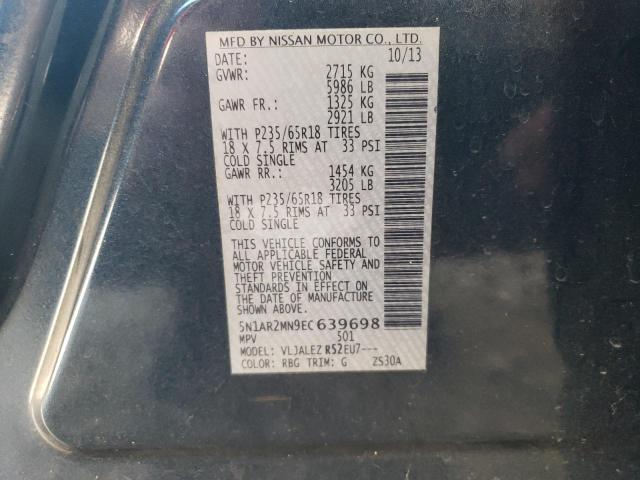 MFD BY NISSAN MOTOR CO., LTD.
DATE: 10/13
GVWR: 2715 KG
5986 LB
GAWR FR.: 1325 KG
2921 LB
WITH P235/65R18 TIRES
18 X 7.5 RIMS AT 33 PSI
COLD SINGLE
GAWR RR.: 1454 KG
3205 LB
WITH P235/65R18 TIRES
18 X 7.5 RIMS AT 33 PSI
COLD SINGLE
THIS VEHICLE CONFORMS TO
ALL APPLICABLE FEDERAL
MOTOR VEHICLE SAFETY AND
THEFT PREVENTION
STANDARDS IN EFFECT ON
THE DATE OF MANUFACTURE
SHOWN ABOVE.
5N1AR2MN9EC639698
MPV 501
MODEL: VLJALEZ RS2EU7---
COLOR: RBG TRIM: G ZS30A